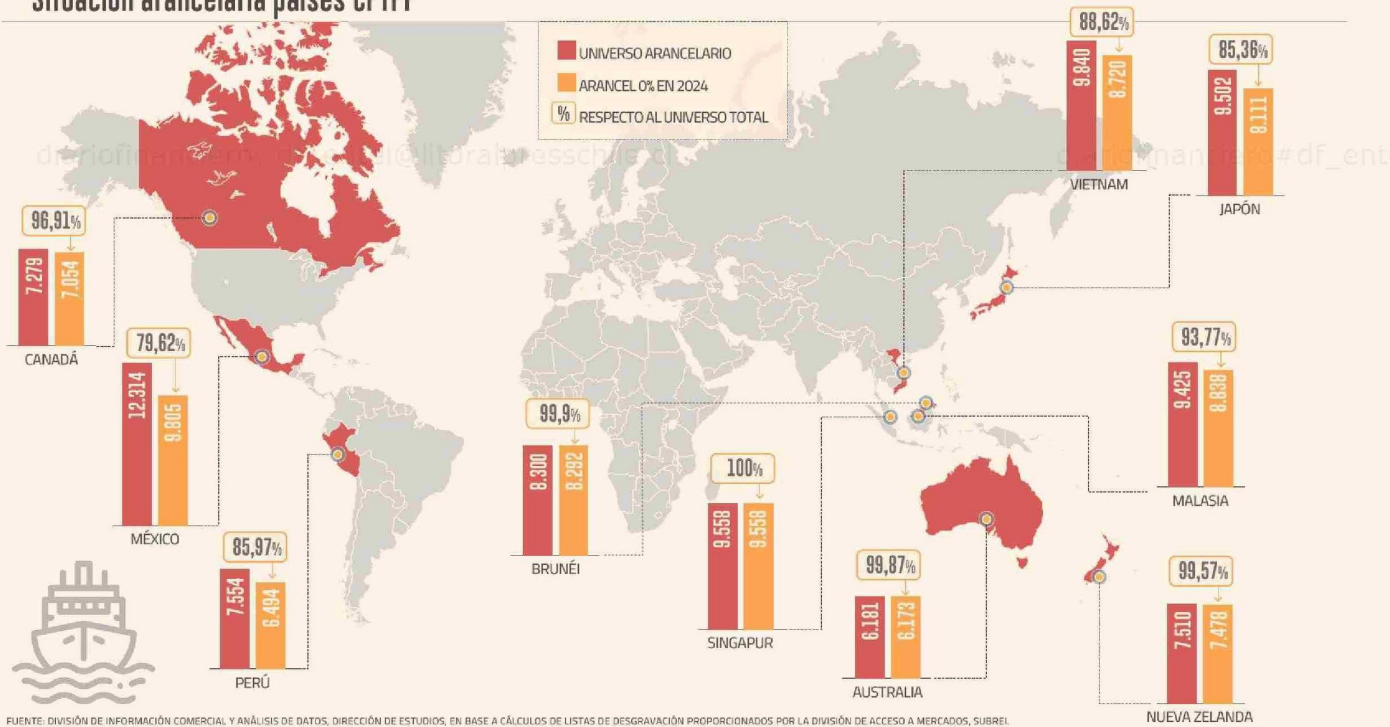 Situación arancelaria países CPTPP
UNIVERSO ARANCELARIO
ARANCEL 0% EN 2024
% RESPECTO AL UNIVERSO TOTAL
88,62%
9.840
8.720
VIETNAM
85,36%
9.502
8.111
JAPÓN
96,91%
7.279
7.054
CANADÁ
79,62%
12.314
9.805
MÉXICO
85,97%
7.554
6.494
PERÚ
99,9%
8.300
8.292
BRUNÉI
100%
9.558
9.558
SINGAPUR
99,87%
6.181
6.173
AUSTRALIA
93,77%
9.425
8.838
MALASIA
99,57%
7.510
7.478
NUEVA ZELANDA
FUENTE: DIVISIÓN DE INFORMACIÓN COMERCIAL Y ANÁLISIS DE DATOS, DIRECCIÓN DE ESTUDIOS, EN BASE A CÁLCULOS DE LISTAS DE DESGRAVACIÓN PROPORCIONADOS POR LA DIVISIÓN DE ACCESO A MERCADOS, SUBREI.